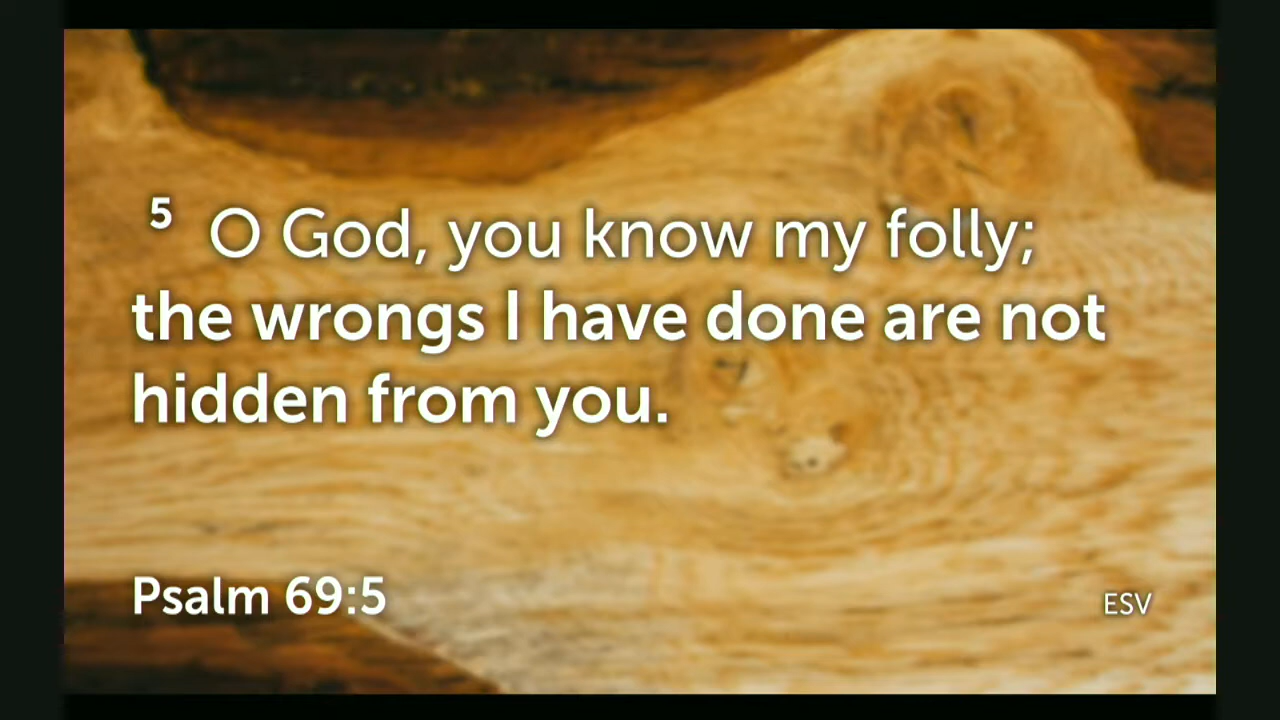 5 O God, you know my folly;
the wrongs I have done are not
hidden from you.
Psalm 69:5
ESV